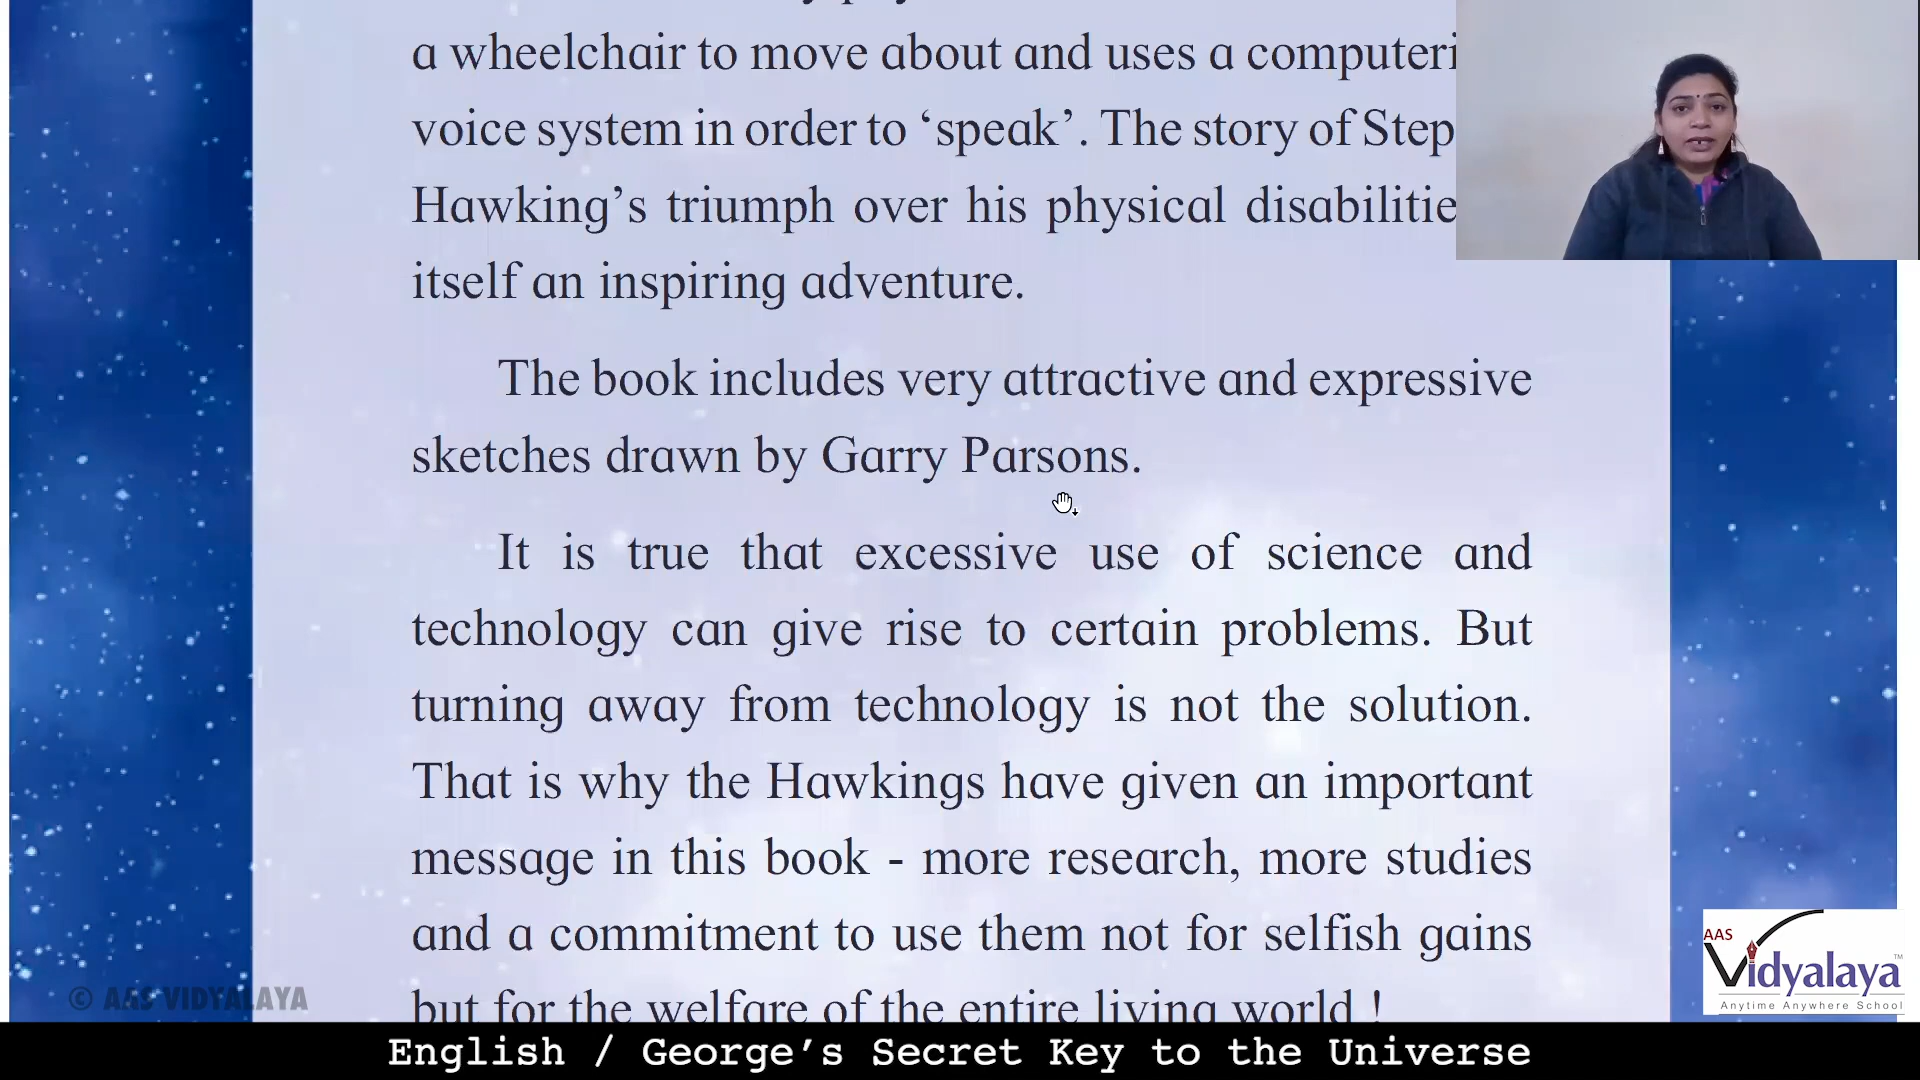 a wheelchair to move about and uses a computeri
voice system in order to ‘speak’. The story of Step
Hawking’s triumph over his physical disabilitie
itself an inspiring adventure.
The book includes very attractive and expressive
sketches drawn by Garry Parsons.
It is true that excessive use of science and
technology can give rise to certain problems. But
turning away from technology is not the solution.
That is why the Hawkings have given an important
message in this book - more research, more studies
and a commitment to use them not for selfish gains
but for the welfare of the entire living world !
AAS
Vidyalaya TM
Anytime Anywhere School
© AAS VIDYALAYA
English / George’s Secret Key to the Universe